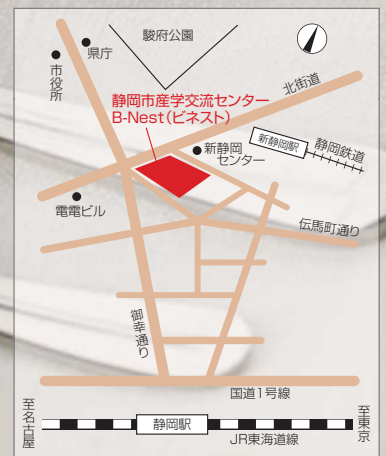 駿府公園
県庁
市役所
北街道
静岡市産学交流センター
B-Nest(ビネスト)
新静岡
センター
新静岡駅
静岡鉄道
電電ビル
伝馬町通り
御幸通り
国道1号線
至名古屋
静岡駅
至東京
JR東海道線